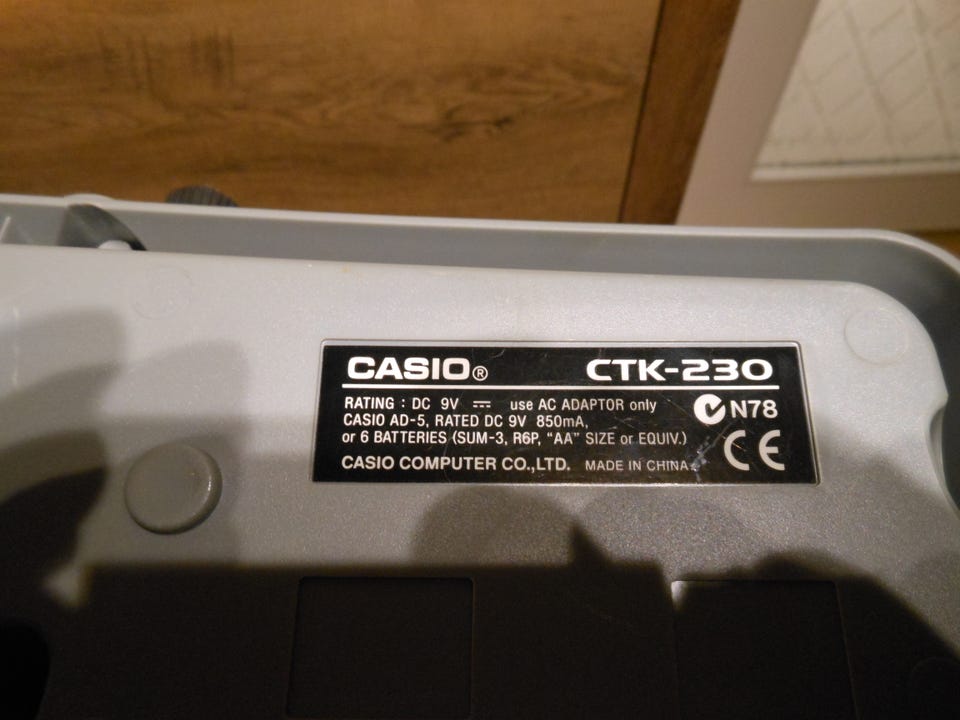 CASIO® CTK-230
RATING : DC 9V ⎓ use AC ADAPTOR only
CASIO AD-5, RATED DC 9V 850mA,
or 6 BATTERIES (SUM-3, R6P, “AA” SIZE or EQUIV.)
N78
CE
CASIO COMPUTER CO.,LTD. MADE IN CHINA